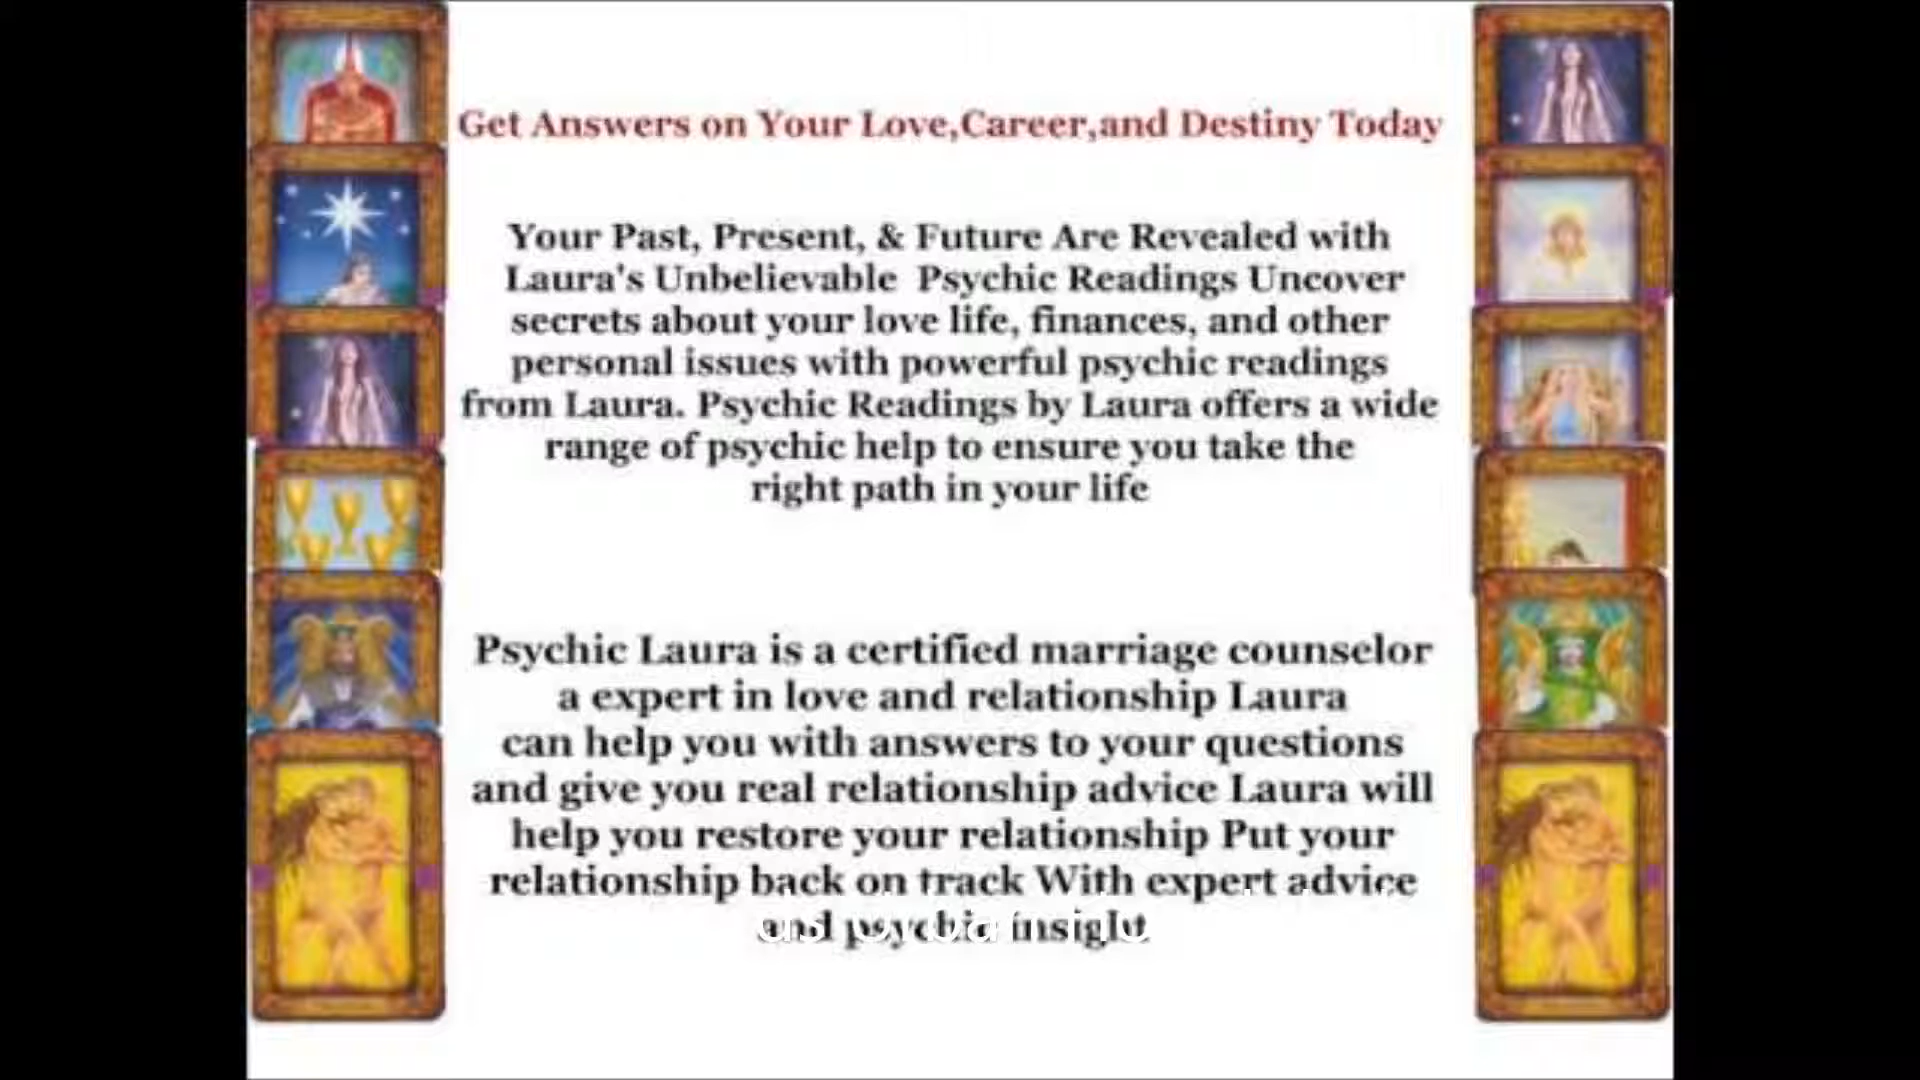 Get Answers on Your Love,Career,and Destiny Today
Your Past, Present, & Future Are Revealed with
Laura's Unbelievable Psychic Readings Uncover
secrets about your love life, finances, and other
personal issues with powerful psychic readings
from Laura. Psychic Readings by Laura offers a wide
range of psychic help to ensure you take the
right path in your life
Psychic Laura is a certified marriage counselor
a expert in love and relationship Laura
can help you with answers to your questions
and give you real relationship advice Laura will
help you restore your relationship Put your
relationship back on track With expert advice
and psychic insight